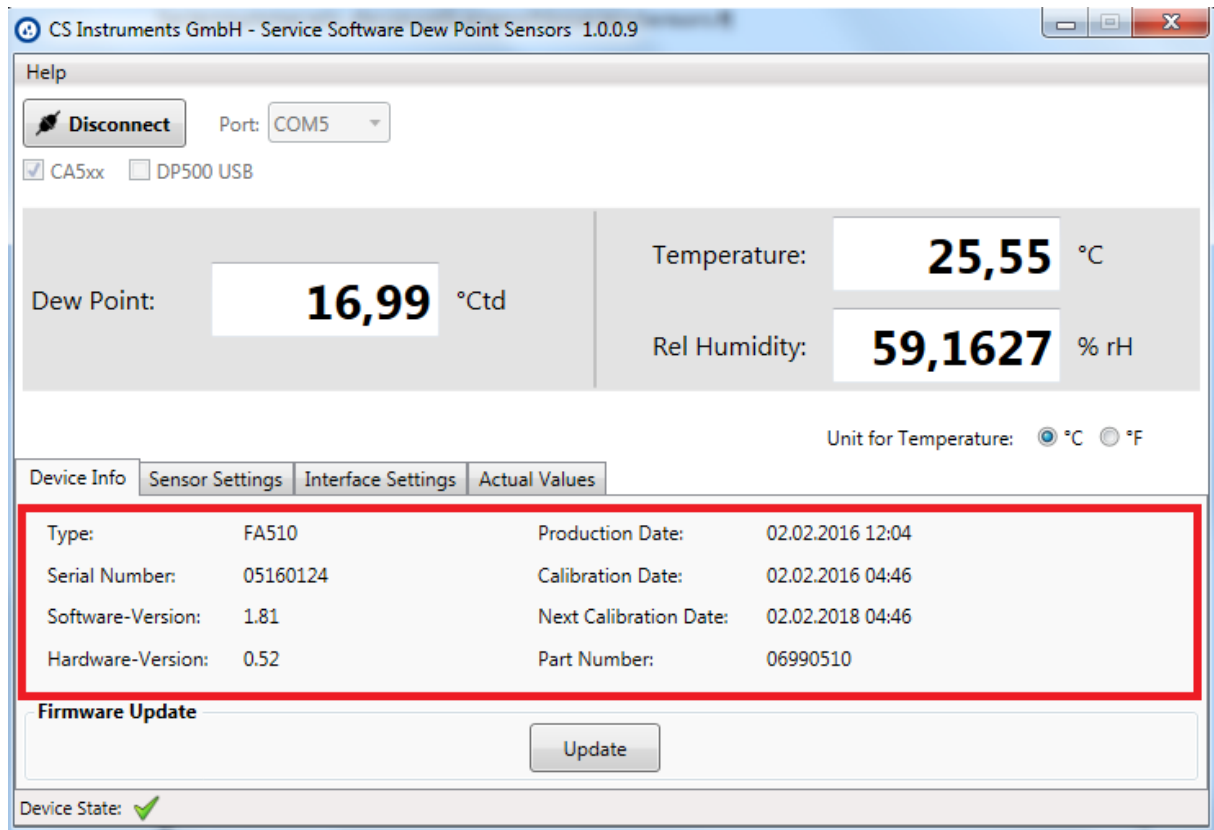 CS Instruments GmbH - Service Software Dew Point Sensors 1.0.0.9
Help
Disconnect Port: COM5
CA5xx DP500 USB
Dew Point: 16,99 °Ctd
Temperature: 25,55 °C
Rel Humidity: 59,1627 % rH
Unit for Temperature: °C °F
Device Info Sensor Settings Interface Settings Actual Values
Type: FA510 Production Date: 02.02.2016 12:04
Serial Number: 05160124 Calibration Date: 02.02.2016 04:46
Software-Version: 1.81 Next Calibration Date: 02.02.2018 04:46
Hardware-Version: 0.52 Part Number: 06990510
Firmware Update
Update
Device State: